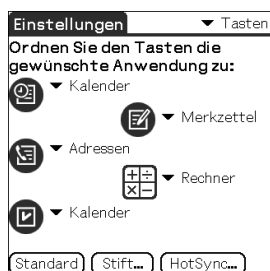 Einstellungen
Tasten
Ordnen Sie den Tasten die
gewünschte Anwendung zu:
Kalender
Merkzettel
Adressen
Rechner
Kalender
Standard Stift... HotSync...